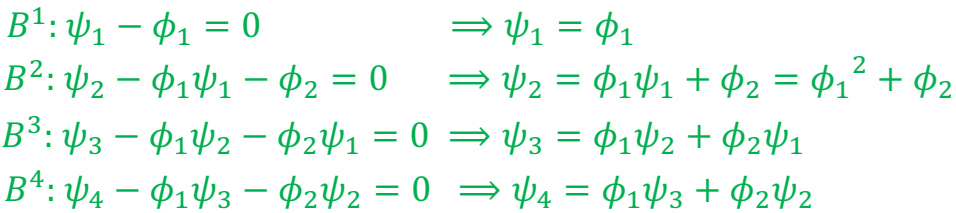 B¹: ψ₁ − ϕ₁ = 0 ⟹ ψ₁ = ϕ₁
B²: ψ₂ − ϕ₁ψ₁ − ϕ₂ = 0 ⟹ ψ₂ = ϕ₁ψ₁ + ϕ₂ = ϕ₁² + ϕ₂
B³: ψ₃ − ϕ₁ψ₂ − ϕ₂ψ₁ = 0 ⟹ ψ₃ = ϕ₁ψ₂ + ϕ₂ψ₁
B⁴: ψ₄ − ϕ₁ψ₃ − ϕ₂ψ₂ = 0 ⟹ ψ₄ = ϕ₁ψ₃ + ϕ₂ψ₂